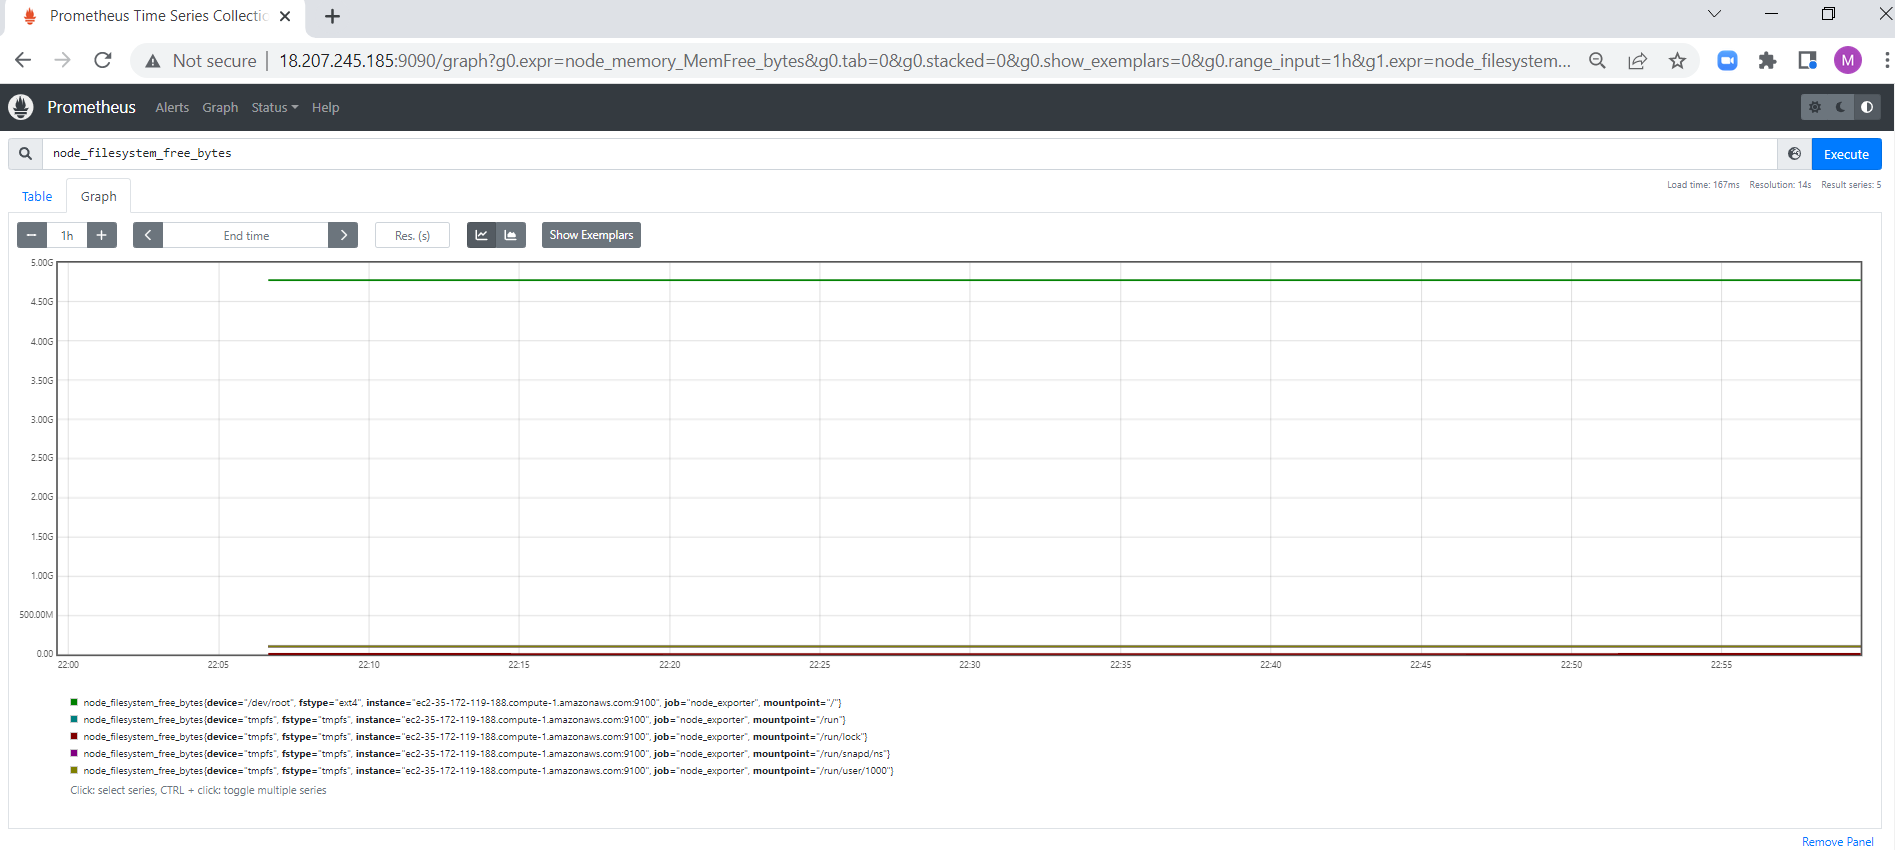 Prometheus Time Series Collectio
Not secure 18.207.245.185:9090/graph?g0.expr=node_memory_MemFree_bytes&g0.tab=0&g0.stacked=0&g0.show_exemplars=0&g0.range_input=1h&g1.expr=node_filesystem... M
Prometheus Alerts Graph Status Help
node_filesystem_free_bytes Execute
Table Graph Load time: 167ms Resolution: 14s Result series: 5
1h End time Res. (s) Show Exemplars
5.00G
4.50G
4.00G
3.50G
3.00G
2.50G
2.00G
1.50G
1.00G
500.00M
0.00
22:00 22:05 22:10 22:15 22:20 22:25 22:30 22:35 22:40 22:45 22:50 22:55
node_filesystem_free_bytes{device="/dev/root", fstype="ext4", instance="ec2-35-172-119-188.compute-1.amazonaws.com:9100", job="node_exporter", mountpoint="/"}
node_filesystem_free_bytes{device="tmpfs", fstype="tmpfs", instance="ec2-35-172-119-188.compute-1.amazonaws.com:9100", job="node_exporter", mountpoint="/run"}
node_filesystem_free_bytes{device="tmpfs", fstype="tmpfs", instance="ec2-35-172-119-188.compute-1.amazonaws.com:9100", job="node_exporter", mountpoint="/run/lock"}
node_filesystem_free_bytes{device="tmpfs", fstype="tmpfs", instance="ec2-35-172-119-188.compute-1.amazonaws.com:9100", job="node_exporter", mountpoint="/run/snapd/ns"}
node_filesystem_free_bytes{device="tmpfs", fstype="tmpfs", instance="ec2-35-172-119-188.compute-1.amazonaws.com:9100", job="node_exporter", mountpoint="/run/user/1000"}
Click: select series, CTRL + click: toggle multiple series
Remove Panel